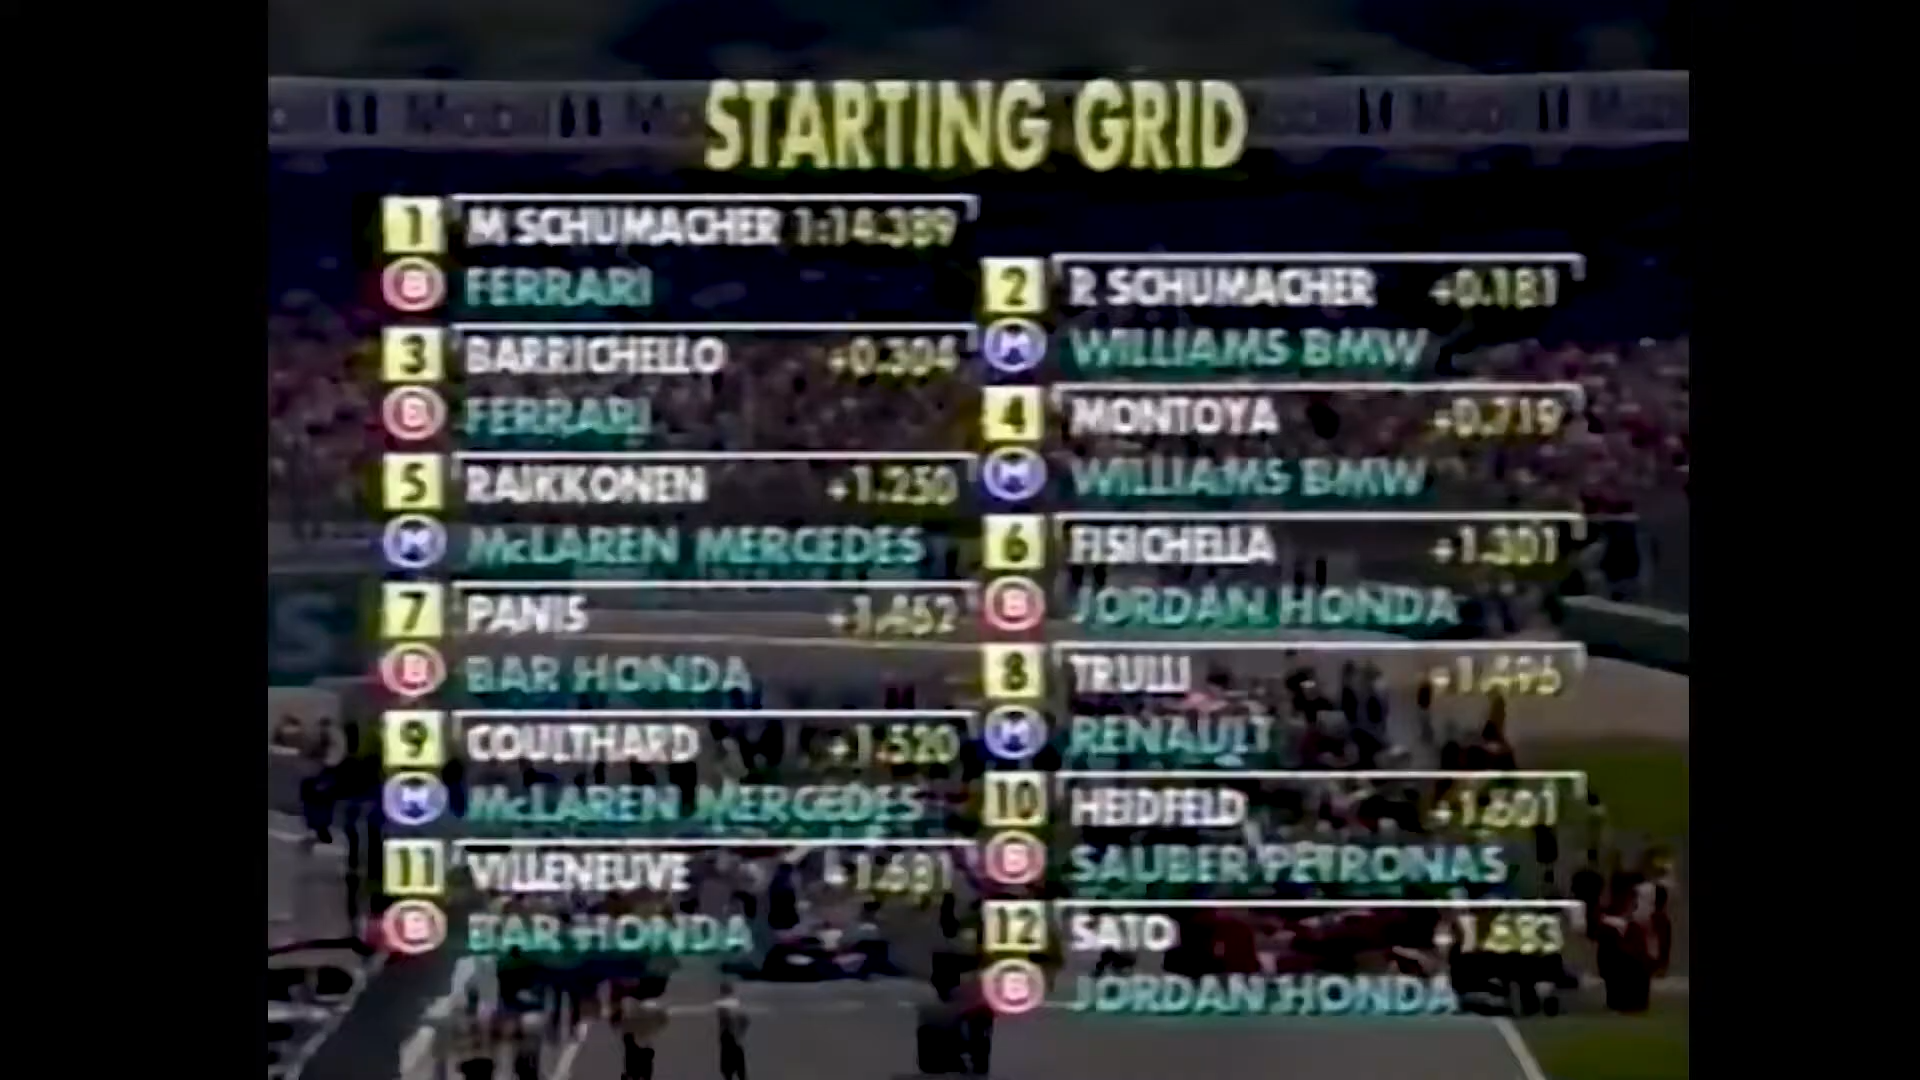 STARTING GRID
1 M SCHUMACHER 1:14.389
B FERRARI
2 R SCHUMACHER +0.181
M WILLIAMS BMW
3 BARRICHELLO +0.304
B FERRARI
4 MONTOYA +0.719
M WILLIAMS BMW
5 RAIKKONEN +1.250
M McLAREN MERCEDES
6 FISICHELLA +1.301
B JORDAN HONDA
7 PANIS +1.462
B BAR HONDA
8 TRULLI +1.496
M RENAULT
9 COULTHARD +1.520
M McLAREN MERCEDES
10 HEIDFELD +1.601
B SAUBER PETRONAS
11 VILLENEUVE +1.681
B BAR HONDA
12 SATO +1.683
B JORDAN HONDA